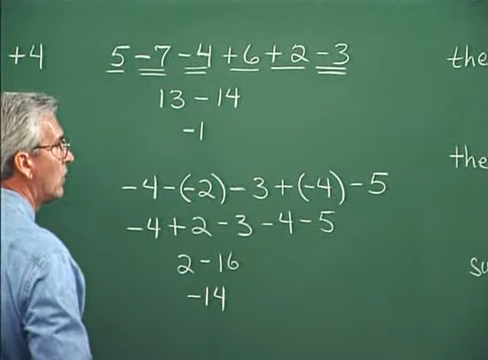 +4
5 -7 -4 +6 +2 -3
13 - 14
-1
-4-(-2)-3+(-4)-5
-4+2-3-4-5
2-16
-14
the
the
su